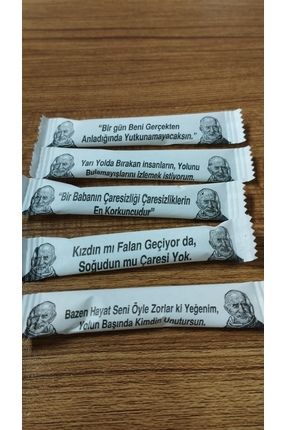 "Bir gün Beni Gerçekten
Anladığında Yutkunamayacaksın."
Yarı Yolda Bırakan insanların, Yolunu
Bulamayışlarını İzlemek istiyorum.
"Bir Babanın Çaresizliği Çaresizliklerin
En Korkuncudur"
Kızdın mı Falan Geçiyor da,
Soğudun mu Çaresi Yok.
Bazen Hayat Seni Öyle Zorlar ki Yeğenim,
Yolun Başında Kimdin Unutursun.